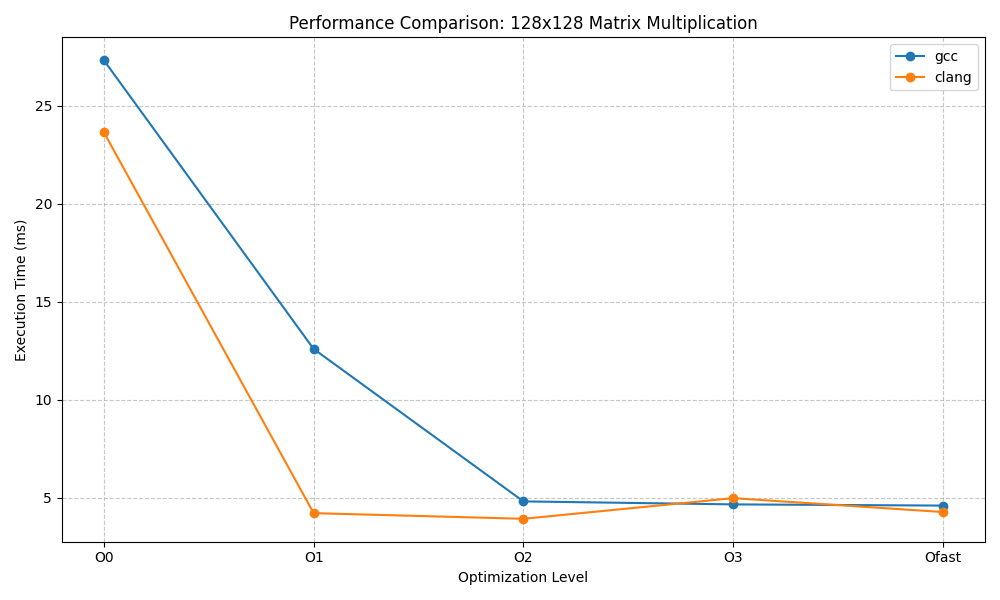 Performance Comparison: 128x128 Matrix Multiplication
gcc
clang
Execution Time (ms)
25
20
15
10
5
O0
O1
O2
O3
Ofast
Optimization Level